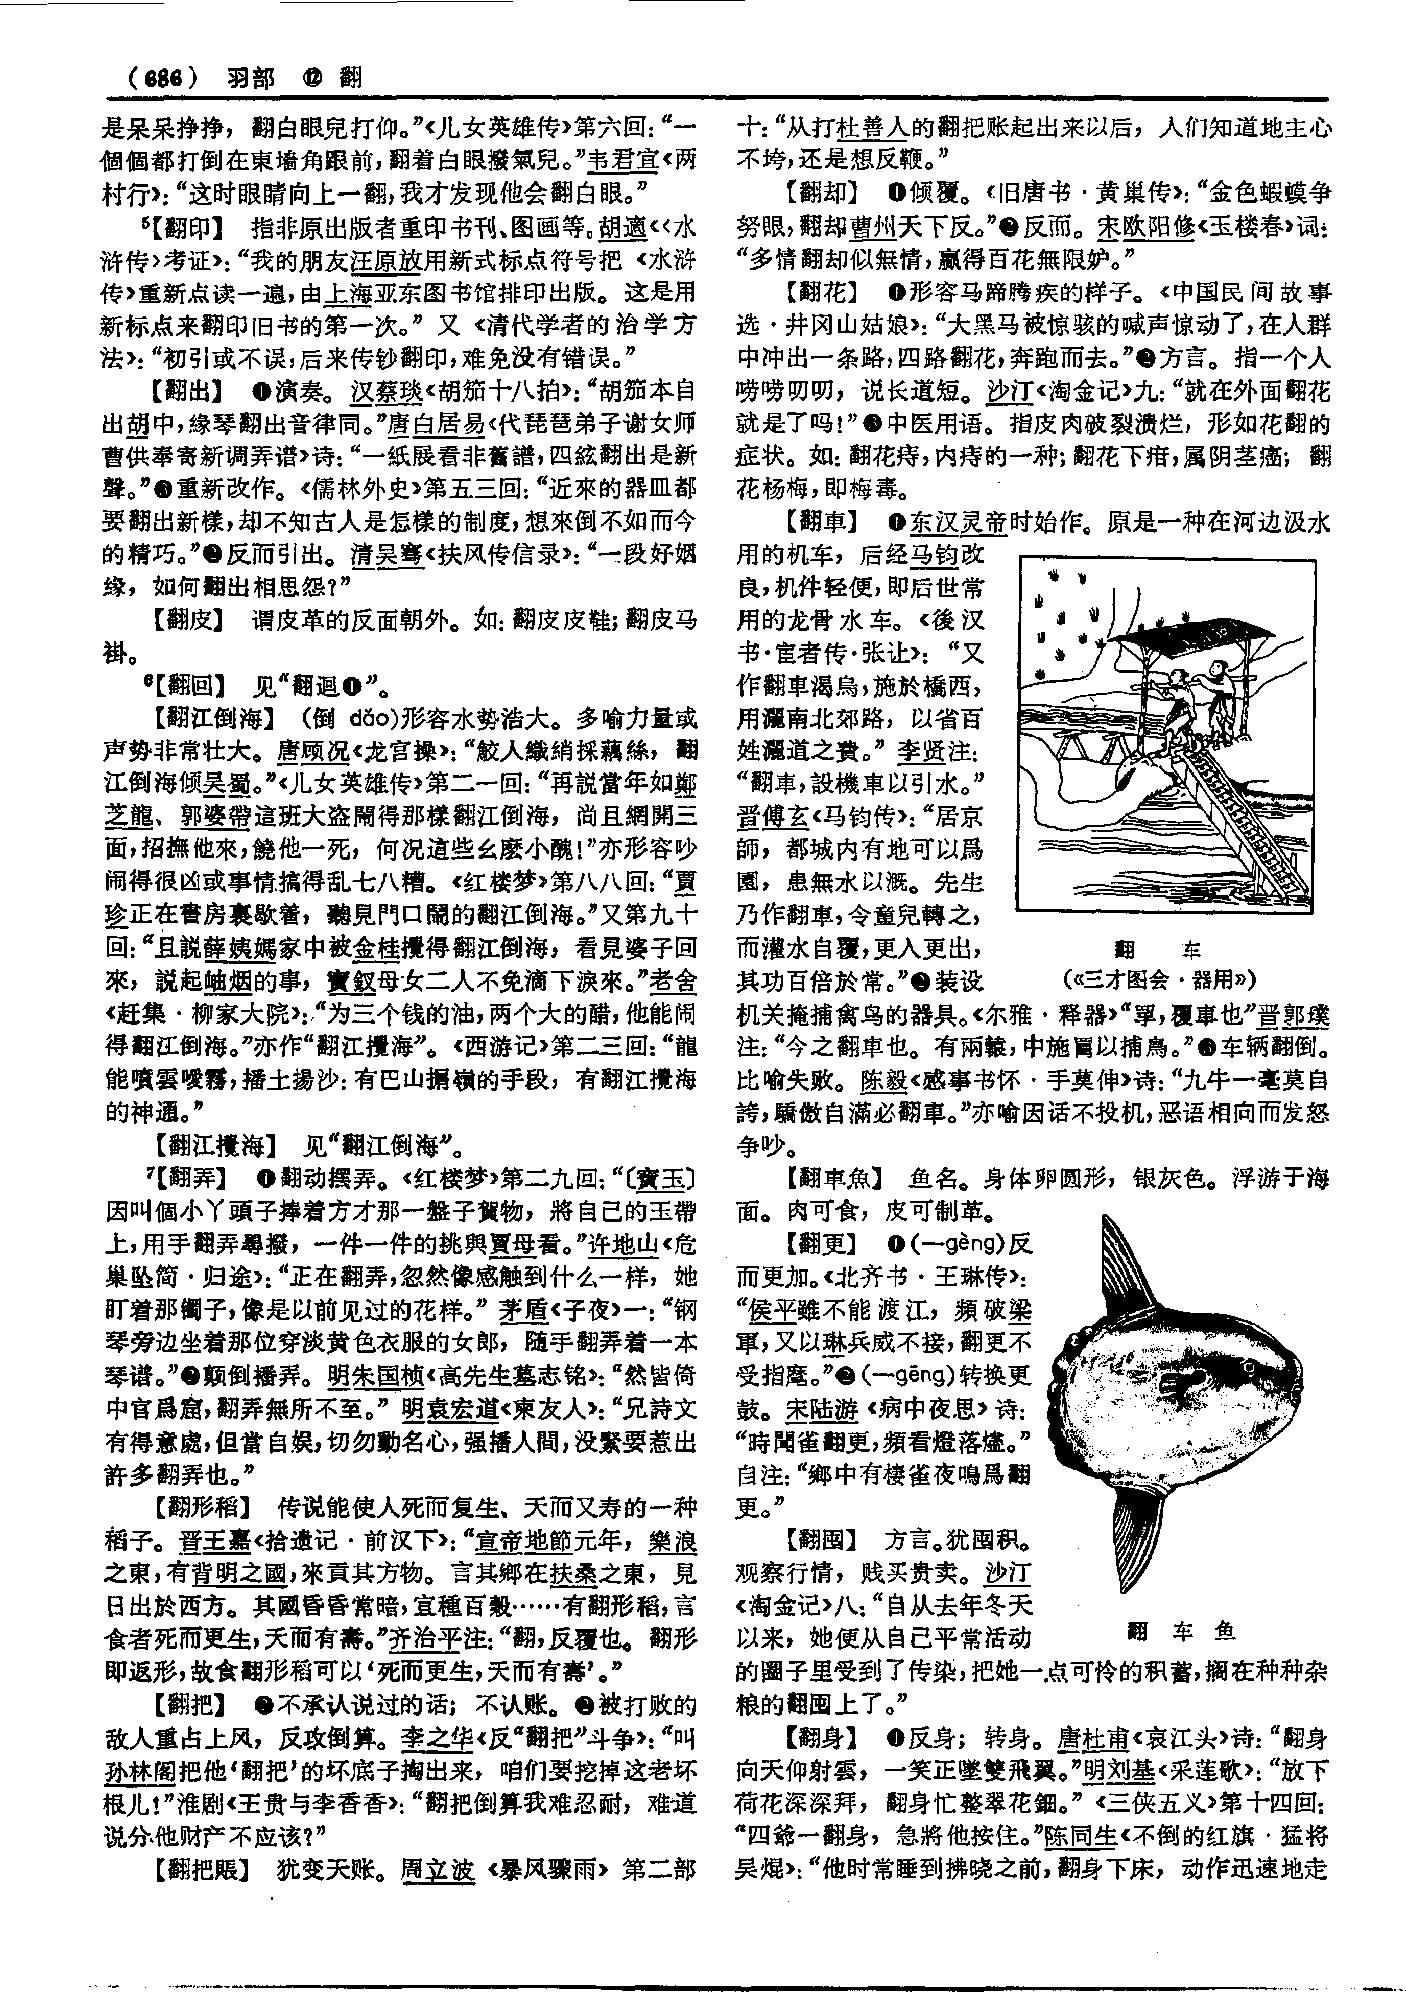 (686) 羽部 ⑫ 翻
是呆呆挣挣，翻白眼兒打仰。”《儿女英雄传》第六回：“一
個個都打倒在東墻角跟前，翻着白眼撥氣兒。”韦君宜《两
村行》：“这时眼睛向上一翻，我才发现他会翻白眼。”
5【翻印】 指非原出版者重印书刊、图画等。胡適《〈水
浒传〉考证》：“我的朋友汪原放用新式标点符号把《水浒
传》重新点读一遍，由上海亚东图书馆排印出版。这是用
新标点来翻印旧书的第一次。”又《清代学者的治学方
法》：“初引或不误，后来传钞翻印，难免没有错误。”
【翻出】 ❶演奏。汉蔡琰《胡笳十八拍》：“胡笳本自
出胡中，緣琴翻出音律同。”唐白居易《代琵琶弟子谢女师
曹供奉寄新调弄谱》诗：“一紙展看非舊譜，四絃翻出是新
聲。”❸重新改作。《儒林外史》第五三回：“近來的器皿都
要翻出新樣，却不知古人是怎樣的制度，想來倒不如而今
的精巧。”❷反而引出。清吴骞《扶风传信录》：“一段好姻
缘，如何翻出相思怨？”
【翻皮】 谓皮革的反面朝外。如：翻皮皮鞋；翻皮马
褂。
6【翻回】 见“翻迴❶”。
【翻江倒海】 （倒 dǎo）形容水势浩大。多喻力量或
声势非常壮大。唐顾况《龙宫操》：“鮫人織綃採藕絲，翻
江倒海倾吴蜀。”《儿女英雄传》第二一回：“再説當年如鄭
芝龍、郭婆帶這班大盗鬧得那樣翻江倒海，尚且網開三
面，招撫他來，饒他一死，何况這些幺麽小醜！”亦形容吵
闹得很凶或事情搞得乱七八糟。《红楼梦》第八八回：“賈
珍正在書房裏歇着，聽見門口鬧的翻江倒海。”又第九十
回：“且説薛姨媽家中被金桂攪得翻江倒海，看見婆子回
來，説起岫烟的事，寶釵母女二人不免滴下淚來。”老舍
《赶集·柳家大院》：“为三个钱的油，两个大的醋，他能闹
得翻江倒海。”亦作“翻江攪海”。《西游记》第二三回：“龍
能噴雲噯霧，播土揚沙：有巴山捎嶺的手段，有翻江攪海
的神通。”
【翻江攪海】 见“翻江倒海”。
7【翻弄】 ❶翻动摆弄。《红楼梦》第二九回：“〔寶玉〕
因叫個小丫頭子捧着方才那一盤子賀物，將自己的玉帶
上，用手翻弄尋撥，一件一件的挑與賈母看。”许地山《危
巢坠简·归途》：“正在翻弄，忽然像感触到什么一样，她
盯着那镯子，像是以前见过的花样。”茅盾《子夜》一：“钢
琴旁边坐着那位穿淡黄色衣服的女郎，随手翻弄着一本
琴谱。”❷颠倒播弄。明朱国桢《高先生墓志铭》：“然皆倚
中官爲窟，翻弄無所不至。”明袁宏道《柬友人》：“兄詩文
有得意處，但當自娱，切勿動名心，强播人間，没緊要惹出
許多翻弄也。”
【翻形稻】 传说能使人死而复生、夭而又寿的一种
稻子。晋王嘉《拾遗记·前汉下》：“宣帝地節元年，樂浪
之東，有背明之國，來貢其方物。言其鄉在扶桑之東，見
日出於西方。其國昏昏常暗，宜種百穀……有翻形稻，言
食者死而更生，夭而有壽。”齐治平注：“翻，反覆也。翻形
即返形，故食翻形稻可以‘死而更生，夭而有壽’。”
【翻把】 ❶不承认说过的话；不认账。❷被打败的
敌人重占上风，反攻倒算。李之华《反“翻把”斗争》：“叫
孙林阁把他‘翻把’的坏底子掏出来，咱们要挖掉这老坏
根儿！”淮剧《王贵与李香香》：“翻把倒算我难忍耐，难道
说分他财产不应该？”
【翻把賬】 犹变天账。周立波《暴风骤雨》第二部
十：“从打杜善人的翻把账起出来以后，人们知道地主心
不垮，还是想反鞭。”
【翻却】 ❶倾覆。《旧唐书·黄巢传》：“金色蝦蟆争
努眼，翻却曹州天下反。”❷反而。宋欧阳修《玉楼春》词：
“多情翻却似無情，赢得百花無限妒。”
【翻花】 ❶形容马蹄腾疾的样子。《中国民间故事
选·井冈山姑娘》：“大黑马被惊骇的喊声惊动了，在人群
中冲出一条路，四路翻花，奔跑而去。”❷方言。指一个人
唠唠叨叨，说长道短。沙汀《淘金记》九：“就在外面翻花
就是了吗！”❸中医用语。指皮肉破裂溃烂，形如花翻的
症状。如：翻花痔，内痔的一种；翻花下疳，属阴茎癌；翻
花杨梅，即梅毒。
【翻車】 ❶东汉灵帝时始作。原是一种在河边汲水
用的机车，后经马钧改
良，机件轻便，即后世常
用的龙骨水车。《後汉
书·宦者传·张让》：“又
作翻車渴烏，施於橋西，
用灑南北郊路，以省百
姓灑道之費。”李贤注：
“翻車，設機車以引水。”
晋傅玄《马钧传》：“居京
師，都城内有地可以爲
園，患無水以溉。先生
乃作翻車，令童兒轉之，
而灌水自覆，更入更出，
其功百倍於常。”❷装设
翻 车
（《三才图会·器用》）
机关掩捕禽鸟的器具。《尔雅·释器》“罦，覆車也”晋郭璞
注：“今之翻車也。有兩轅，中施罥以捕鳥。”❸车辆翻倒。
比喻失败。陈毅《感事书怀·手莫伸》诗：“九牛一毫莫自
誇，驕傲自滿必翻車。”亦喻因话不投机，恶语相向而发怒
争吵。
【翻車魚】 鱼名。身体卵圆形，银灰色。浮游于海
面。肉可食，皮可制革。
【翻更】 ❶（—gèng）反
而更加。《北齐书·王琳传》：
“侯平雖不能渡江，頻破梁
軍，又以琳兵威不接，翻更不
受指麾。”❷（—gēng）转换更
鼓。宋陆游《病中夜思》诗：
“時聞雀翻更，頻看燈落燼。”
自注：“鄉中有棲雀夜鳴爲翻
更。”
【翻囤】 方言。犹囤积。
观察行情，贱买贵卖。沙汀
《淘金记》八：“自从去年冬天
以来，她便从自己平常活动
翻 车 鱼
的圈子里受到了传染，把她一点可怜的积蓄，搁在种种杂
粮的翻囤上了。”
【翻身】 ❶反身；转身。唐杜甫《哀江头》诗：“翻身
向天仰射雲，一笑正墜雙飛翼。”明刘基《采莲歌》：“放下
荷花深深拜，翻身忙整翠花鈿。”《三侠五义》第十四回：
“四爺一翻身，急將他按住。”陈同生《不倒的红旗·猛将
吴焜》：“他时常睡到拂晓之前，翻身下床，动作迅速地走